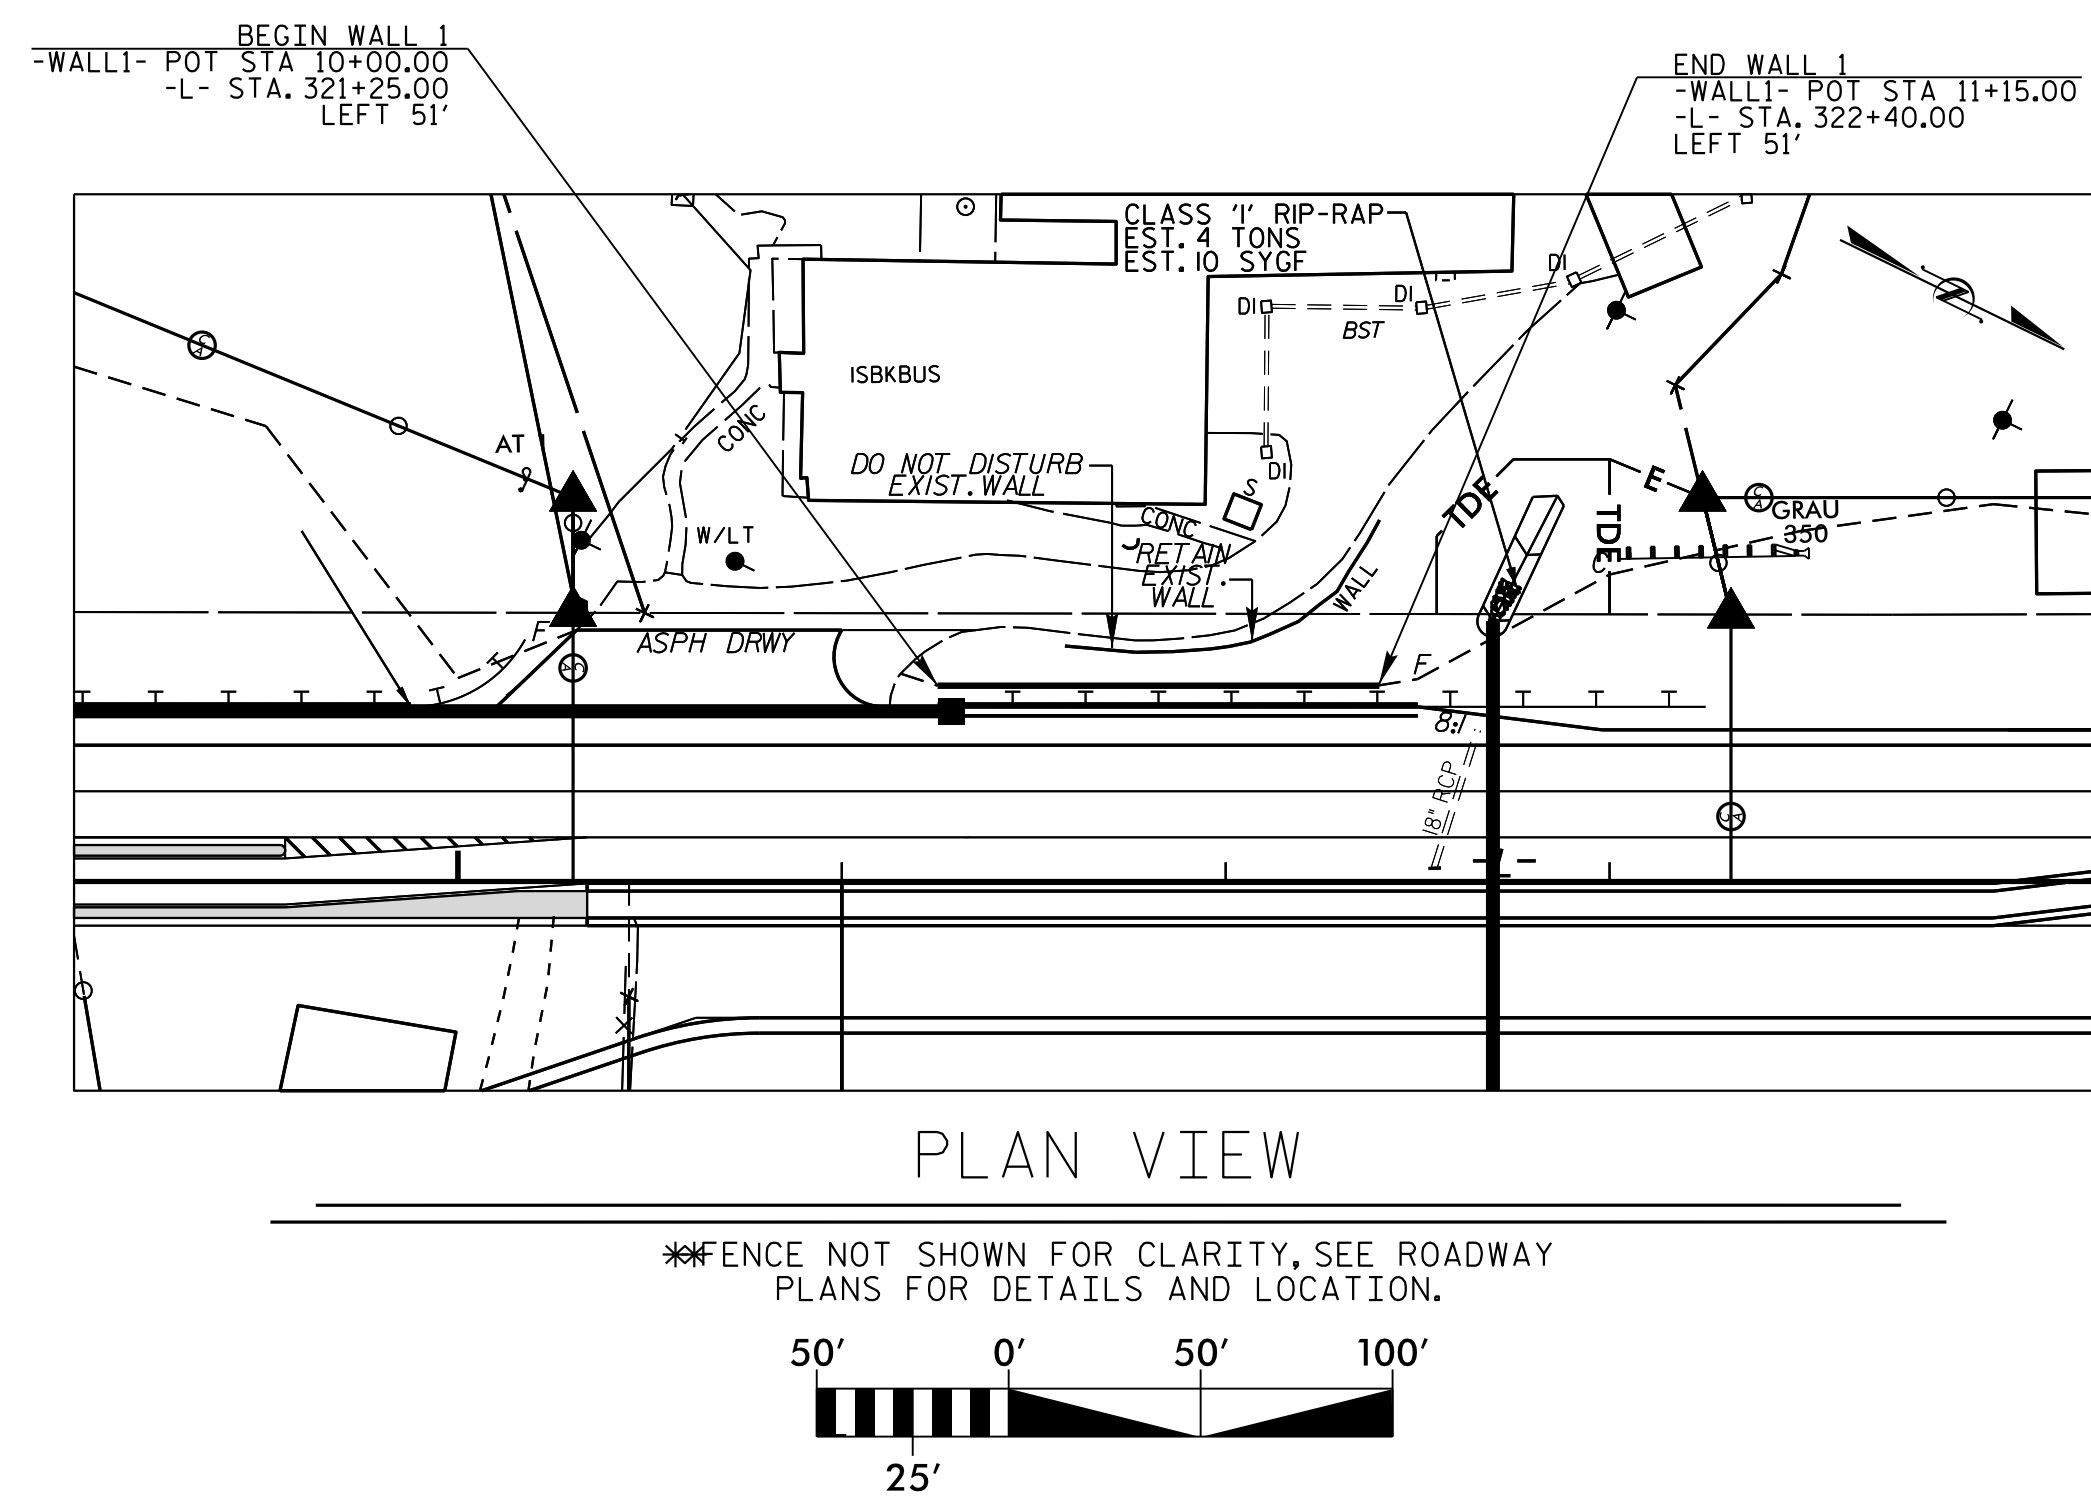 BEGIN WALL 1
-WALL1- POT STA 10+00.00
-L- STA. 321+25.00
LEFT 51'
END WALL 1
-WALL1- POT STA 11+15.00
-L- STA. 322+40.00
LEFT 51'
CLASS 'I' RIP-RAP
EST. 4 TONS
EST. 10 SYGF
DI
DI
DI
BST
ISBKBUS
CONC
AT
DO NOT DISTURB
EXIST. WALL
DI
S
TDE
E
C
A
C
A
GRAU
350
TDE
CONC
W/LT
RETAIN
EXIST.
WALL
WALL
C
F
ASPH DRWY
C
A
F
8:1
18" RCP
C
A
PLAN VIEW
**FENCE NOT SHOWN FOR CLARITY, SEE ROADWAY
PLANS FOR DETAILS AND LOCATION.
50' 0' 50' 100'
25'